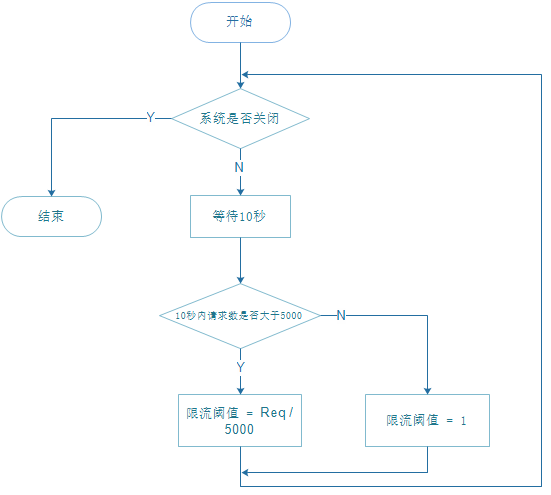 开始
系统是否关闭
Y
N
结束
等待10秒
10秒内请求数是否大于5000
N
Y
限流阈值 = Req /
5000
限流阈值 = 1